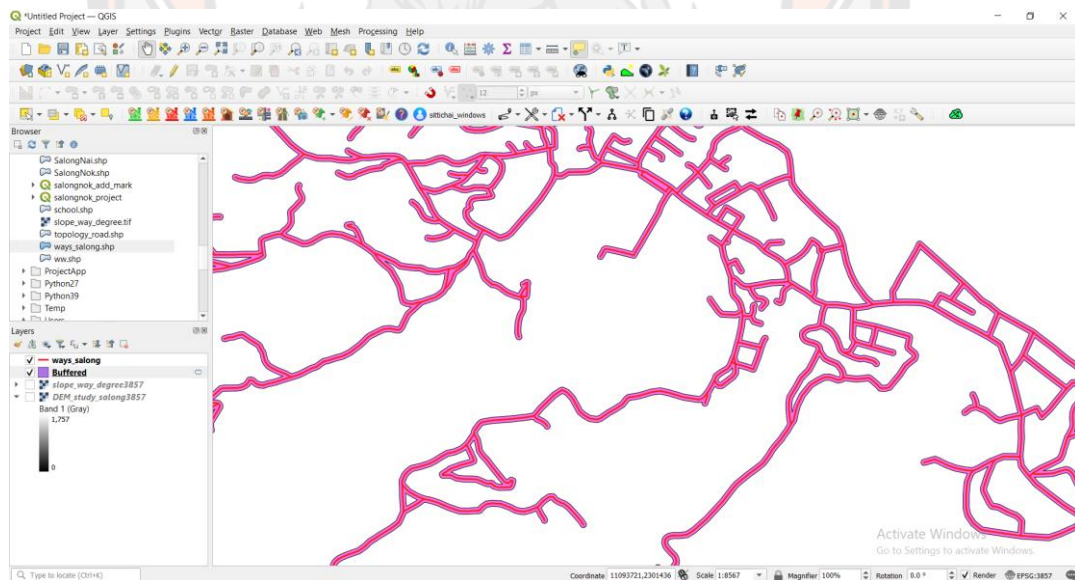 *Untitled Project — QGIS
Project Edit View Layer Settings Plugins Vector Raster Database Web Mesh Processing Help
12 px
sittichai_windows
Browser
SalongNai.shp
SalongNok.shp
salongnok_add_mark
salongnok_project
school.shp
slope_way_degree.tif
topology_road.shp
ways_salong.shp
ww.shp
ProjectApp
Python27
Python39
Temp
Users
Layers
ways_salong
Buffered
slope_way_degree3857
DEM_study_salong3857
Band 1 (Gray)
1,757
0
Activate Windows
Go to Settings to activate Windows.
Type to locate (Ctrl+K)
Coordinate 11093721,2301436 Scale 1:8567 Magnifier 100% Rotation 0.0 ° Render EPSG:3857